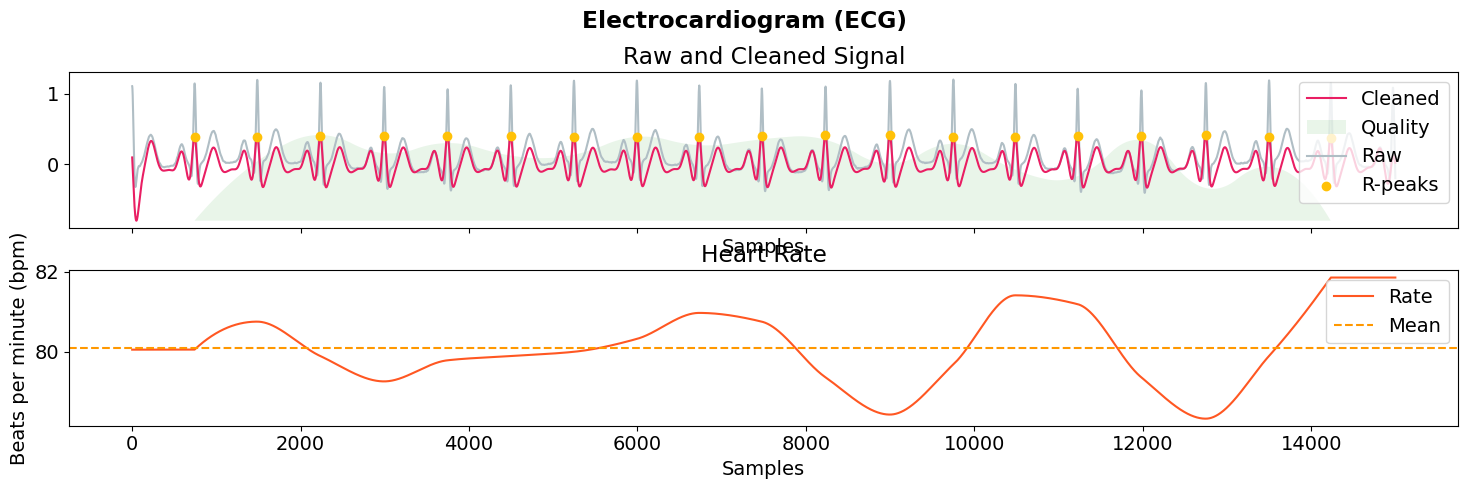 Electrocardiogram (ECG)
Raw and Cleaned Signal
1
0
Cleaned
Quality
Raw
R-peaks
Samples
Heart Rate
Beats per minute (bpm)
82
80
Rate
Mean
0 2000 4000 6000 8000 10000 12000 14000
Samples